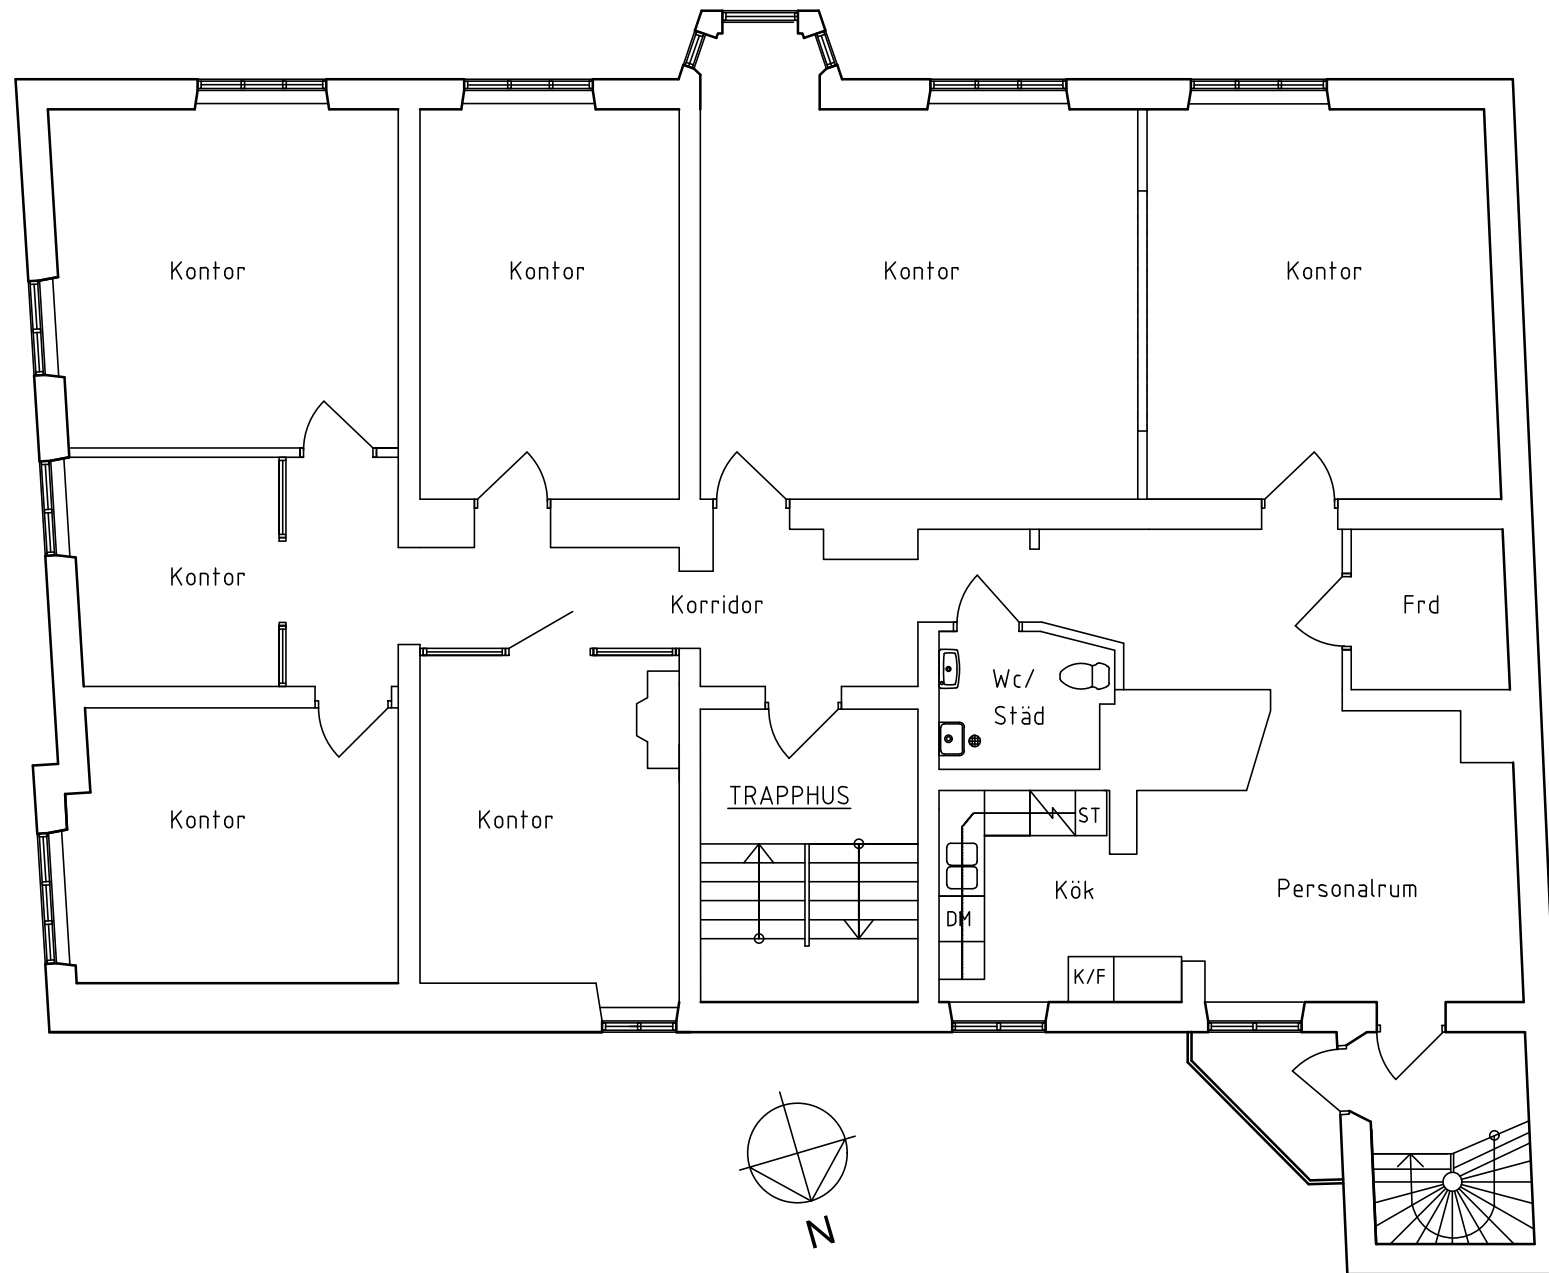 Kontor
Kontor
Kontor
Kontor
Kontor
Korridor
Frd
Wc/
Städ
TRAPPHUS
ST
Kontor
Kontor
Kök
Personalrum
DM
K/F
N